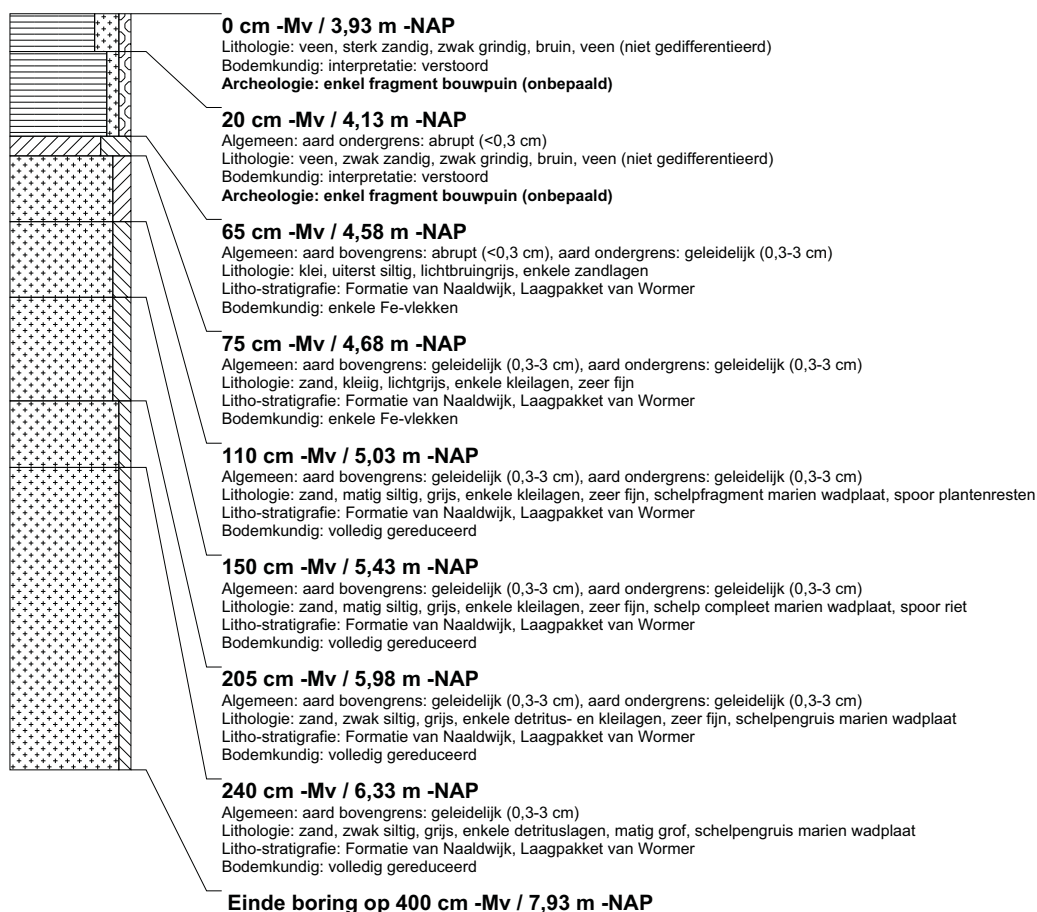 0 cm -Mv / 3,93 m -NAP
Lithologie: veen, sterk zandig, zwak grindig, bruin, veen (niet gedifferentieerd)
Bodemkundig: interpretatie: verstoord
Archeologie: enkel fragment bouwpuin (onbepaald)
20 cm -Mv / 4,13 m -NAP
Algemeen: aard ondergrens: abrupt (<0,3 cm)
Lithologie: veen, zwak zandig, zwak grindig, bruin, veen (niet gedifferentieerd)
Bodemkundig: interpretatie: verstoord
Archeologie: enkel fragment bouwpuin (onbepaald)
65 cm -Mv / 4,58 m -NAP
Algemeen: aard bovengrens: abrupt (<0,3 cm), aard ondergrens: geleidelijk (0,3-3 cm)
Lithologie: klei, uiterst siltig, lichtbruingrijs, enkele zandlagen
Litho-stratigrafie: Formatie van Naaldwijk, Laagpakket van Wormer
Bodemkundig: enkele Fe-vlekken
75 cm -Mv / 4,68 m -NAP
Algemeen: aard bovengrens: geleidelijk (0,3-3 cm), aard ondergrens: geleidelijk (0,3-3 cm)
Lithologie: zand, kleiig, lichtgrijs, enkele kleilagen, zeer fijn
Litho-stratigrafie: Formatie van Naaldwijk, Laagpakket van Wormer
Bodemkundig: enkele Fe-vlekken
110 cm -Mv / 5,03 m -NAP
Algemeen: aard bovengrens: geleidelijk (0,3-3 cm), aard ondergrens: geleidelijk (0,3-3 cm)
Lithologie: zand, matig siltig, grijs, enkele kleilagen, zeer fijn, schelpfragment marien wadplaat, spoor plantenresten
Litho-stratigrafie: Formatie van Naaldwijk, Laagpakket van Wormer
Bodemkundig: volledig gereduceerd
150 cm -Mv / 5,43 m -NAP
Algemeen: aard bovengrens: geleidelijk (0,3-3 cm), aard ondergrens: geleidelijk (0,3-3 cm)
Lithologie: zand, matig siltig, grijs, enkele kleilagen, zeer fijn, schelp compleet marien wadplaat, spoor riet
Litho-stratigrafie: Formatie van Naaldwijk, Laagpakket van Wormer
Bodemkundig: volledig gereduceerd
205 cm -Mv / 5,98 m -NAP
Algemeen: aard bovengrens: geleidelijk (0,3-3 cm), aard ondergrens: geleidelijk (0,3-3 cm)
Lithologie: zand, zwak siltig, grijs, enkele detritus- en kleilagen, zeer fijn, schelpengruis marien wadplaat
Litho-stratigrafie: Formatie van Naaldwijk, Laagpakket van Wormer
Bodemkundig: volledig gereduceerd
240 cm -Mv / 6,33 m -NAP
Algemeen: aard bovengrens: geleidelijk (0,3-3 cm)
Lithologie: zand, zwak siltig, grijs, enkele detrituslagen, matig grof, schelpengruis marien wadplaat
Litho-stratigrafie: Formatie van Naaldwijk, Laagpakket van Wormer
Bodemkundig: volledig gereduceerd
Einde boring op 400 cm -Mv / 7,93 m -NAP